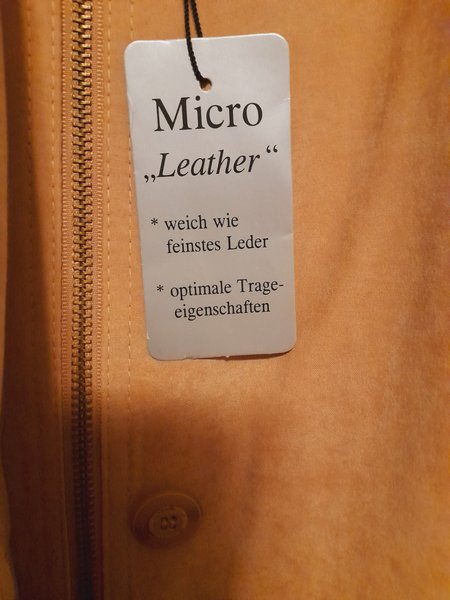 Micro
„Leather“
* weich wie
feinstes Leder
* optimale Trage-
eigenschaften